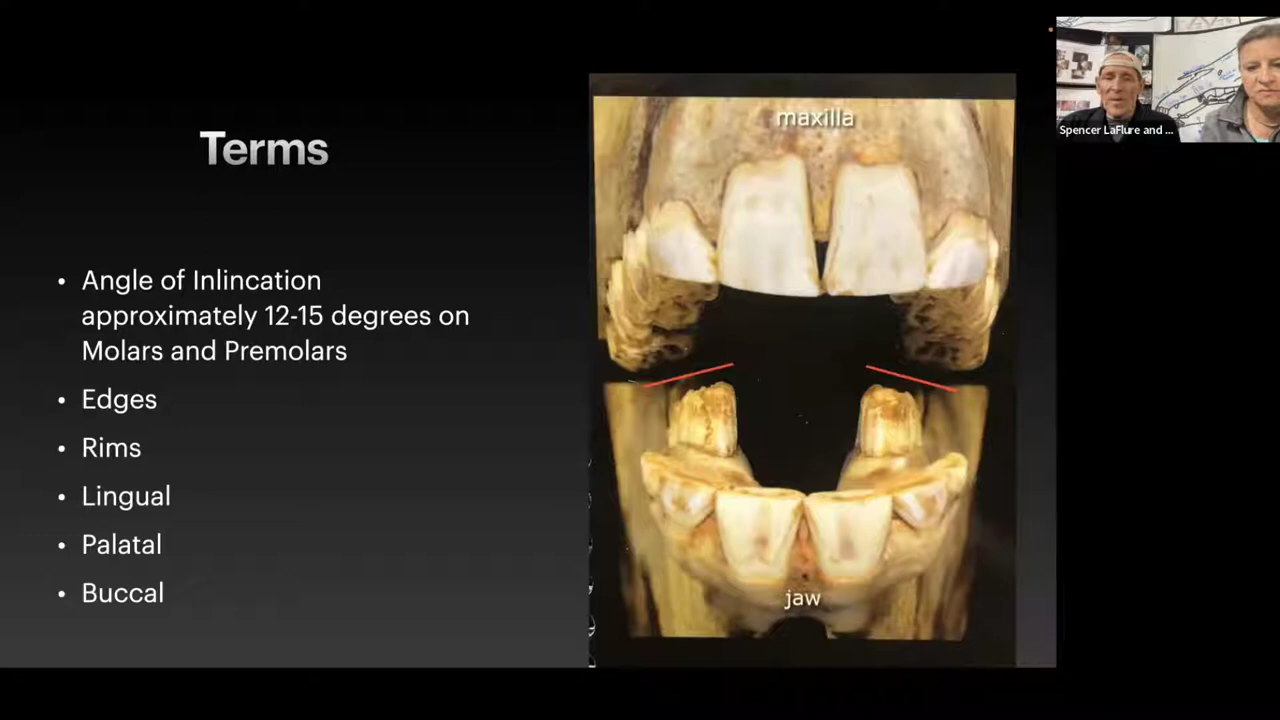 Terms
• Angle of Inlincation
approximately 12-15 degrees on
Molars and Premolars
• Edges
• Rims
• Lingual
• Palatal
• Buccal
maxilla
jaw
Spencer LaFlure and ...